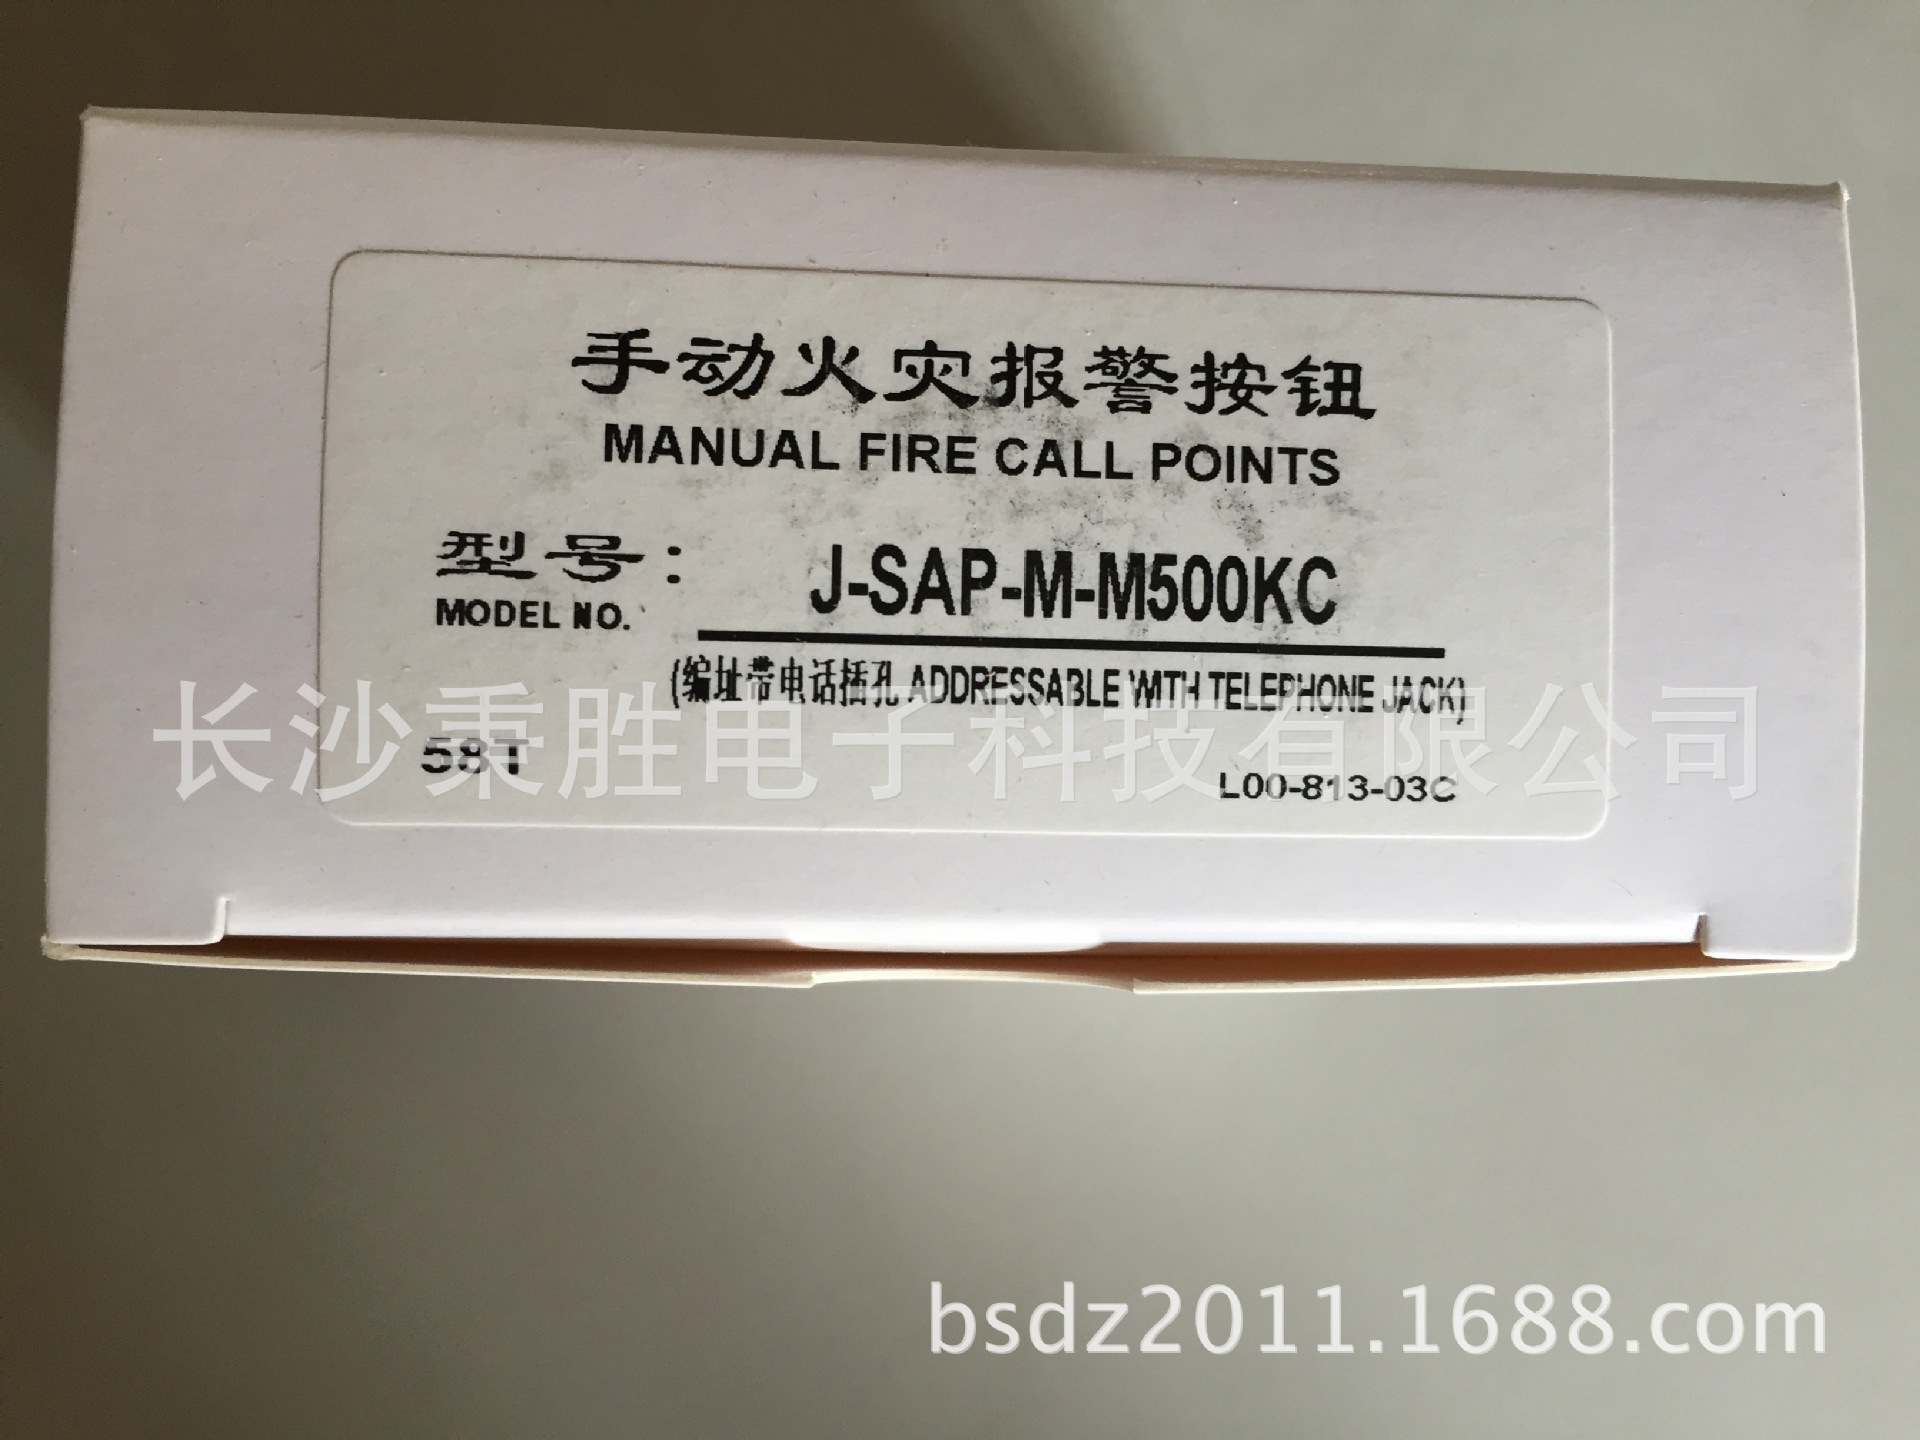 手动火灾报警按钮
MANUAL FIRE CALL POINTS
型号: J-SAP-M-M500KC
MODEL NO.
(编址带电话插孔 ADDRESSABLE WITH TELEPHONE JACK)
长沙秉胜电子科技有限公司
58T L00-813-03C
bsdz2011.1688.com